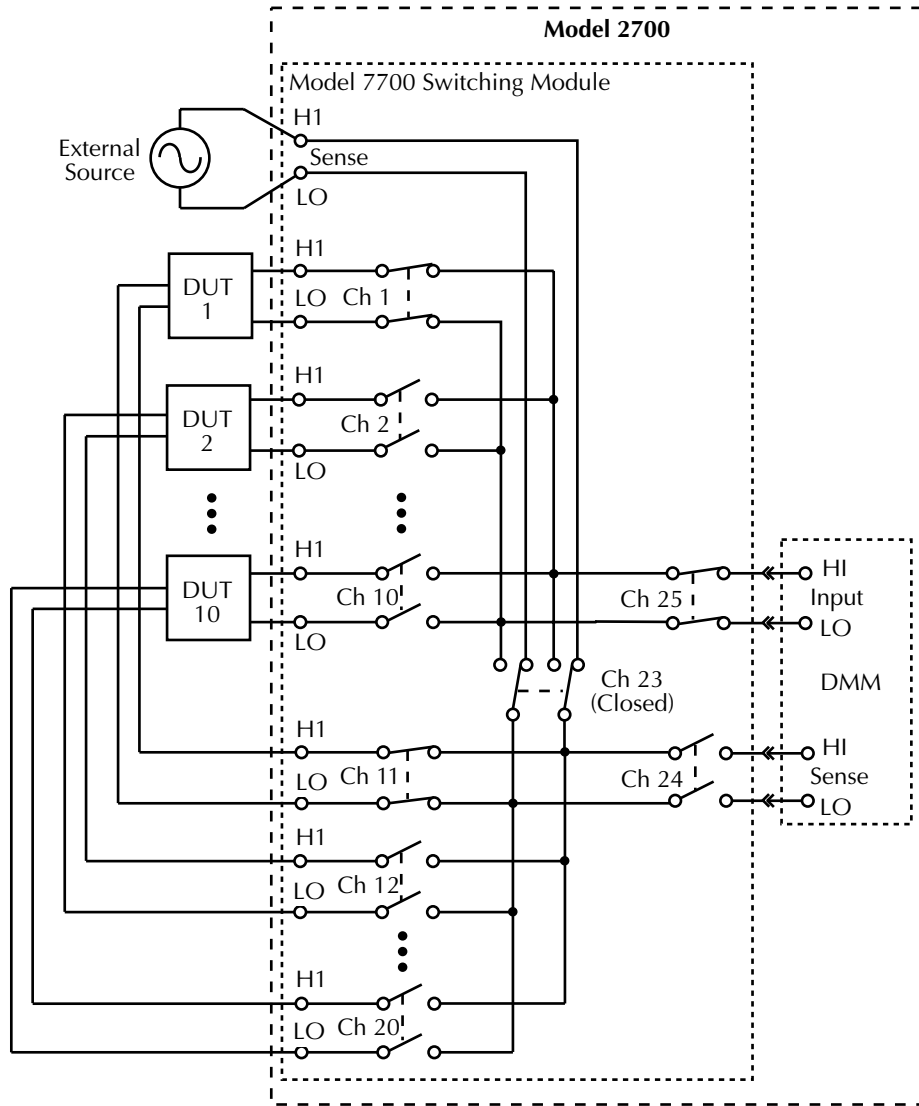 Model 2700
Model 7700 Switching Module
H1
External
Source
Sense
LO
H1
DUT
1
LO
Ch 1
H1
DUT
2
Ch 2
LO
H1
DUT
10
Ch 10
LO
Ch 25
HI
Input
LO
Ch 23
(Closed)
DMM
H1
LO
Ch 11
Ch 24
HI
Sense
LO
H1
LO
Ch 12
H1
LO
Ch 20